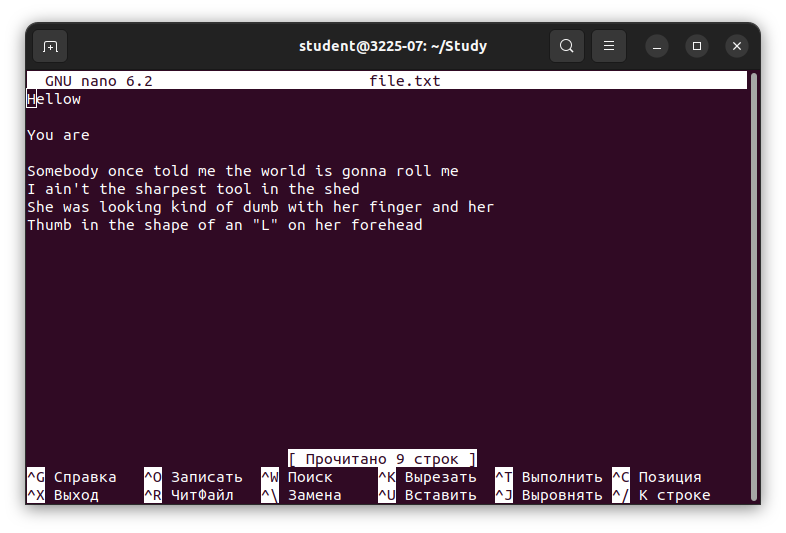 student@3225-07: ~/Study
GNU nano 6.2 file.txt
Hellow
You are
Somebody once told me the world is gonna roll me
I ain't the sharpest tool in the shed
She was looking kind of dumb with her finger and her
Thumb in the shape of an "L" on her forehead
[ Прочитано 9 строк ]
^G Справка ^O Записать ^W Поиск ^K Вырезать ^T Выполнить ^C Позиция
^X Выход ^R ЧитФайл ^\ Замена ^U Вставить ^J Выровнять ^/ К строке